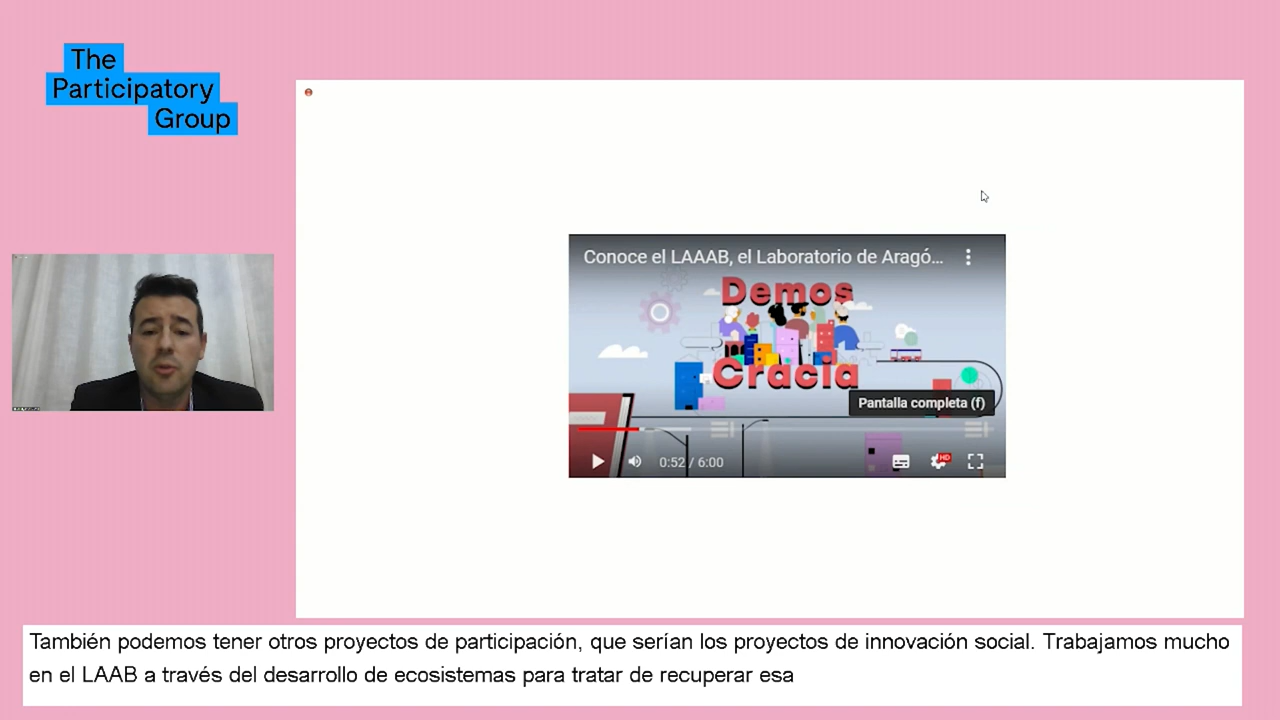 The
Participatory
Group
Conoce el LAAAB, el Laboratorio de Aragó...
Demos
Cracia
Pantalla completa (f)
0:52 / 6:00
HD
También podemos tener otros proyectos de participación, que serían los proyectos de innovación social. Trabajamos mucho
en el LAAB a través del desarrollo de ecosistemas para tratar de recuperar esa